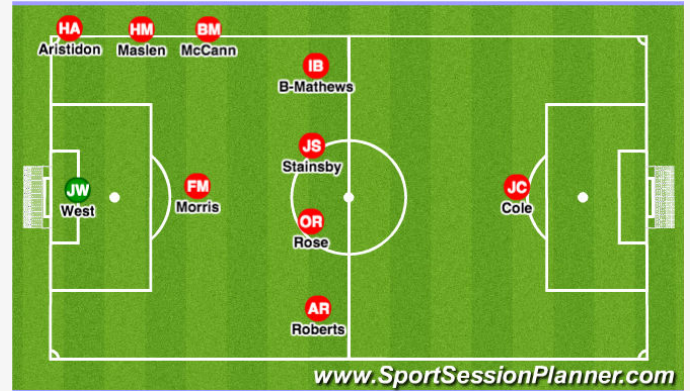 HA
HM
BM
Aristidon
Maslen
McCann
IB
B-Mathews
JS
Stainsby
JW
West
FM
Morris
JC
Cole
OR
Rose
AR
Roberts
www.SportSessionPlanner.com